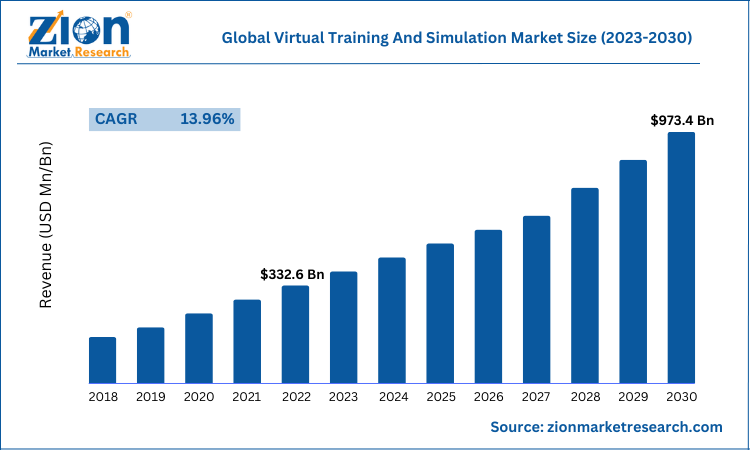 Zion®
Market.Research.
Global Virtual Training And Simulation Market Size (2023-2030)
CAGR 13.96%
Revenue (USD Mn/Bn)
$332.6 Bn
$973.4 Bn
2018 2019 2020 2021 2022 2023 2024 2025 2026 2027 2028 2029 2030
Source: zionmarketresearch.com